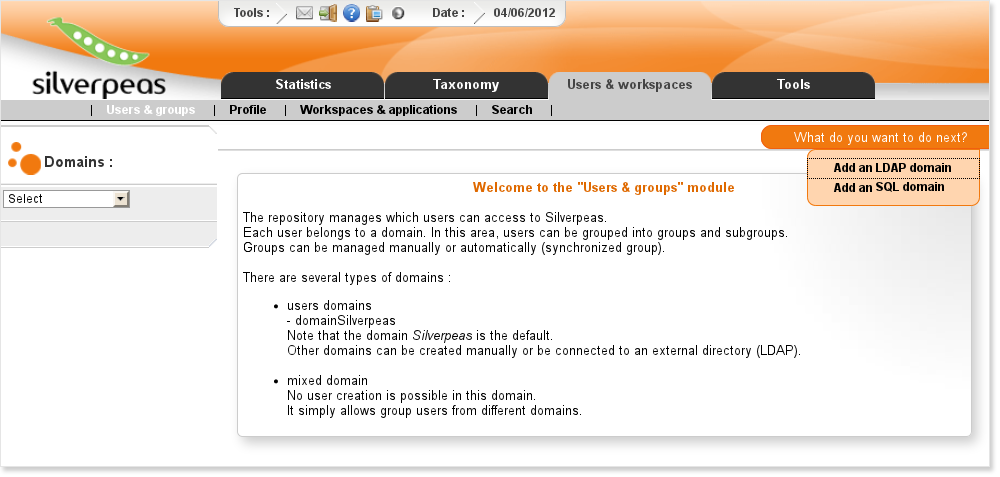 Tools : Date : 04/06/2012
silverpeas
Statistics Taxonomy Users & workspaces Tools
| Users & groups | Profile | Workspaces & applications | Search |
What do you want to do next?
Add an LDAP domain
Add an SQL domain
Domains :
Select
Welcome to the "Users & groups" module
The repository manages which users can access to Silverpeas.
Each user belongs to a domain. In this area, users can be grouped into groups and subgroups.
Groups can be managed manually or automatically (synchronized group).
There are several types of domains :
• users domains
- domainSilverpeas
Note that the domain Silverpeas is the default.
Other domains can be created manually or be connected to an external directory (LDAP).
• mixed domain
No user creation is possible in this domain.
It simply allows group users from different domains.